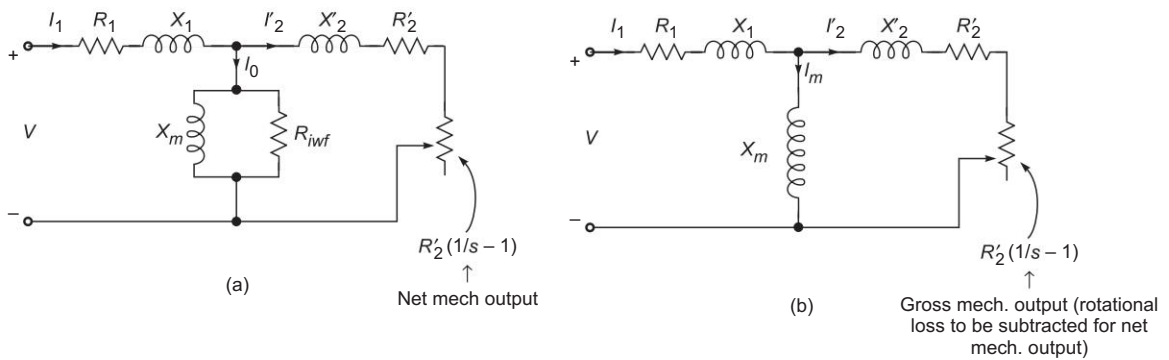 I1 R1 X1 I′2 X′2 R′2
+
I0
V
Xm
Riwf
–
R′2 (1/s – 1)
↑
Net mech output
(a)
I1 R1 X1 I′2 X′2 R′2
+
Im
V
Xm
–
R′2 (1/s – 1)
↑
Gross mech. output (rotational
loss to be subtracted for net
mech. output)
(b)